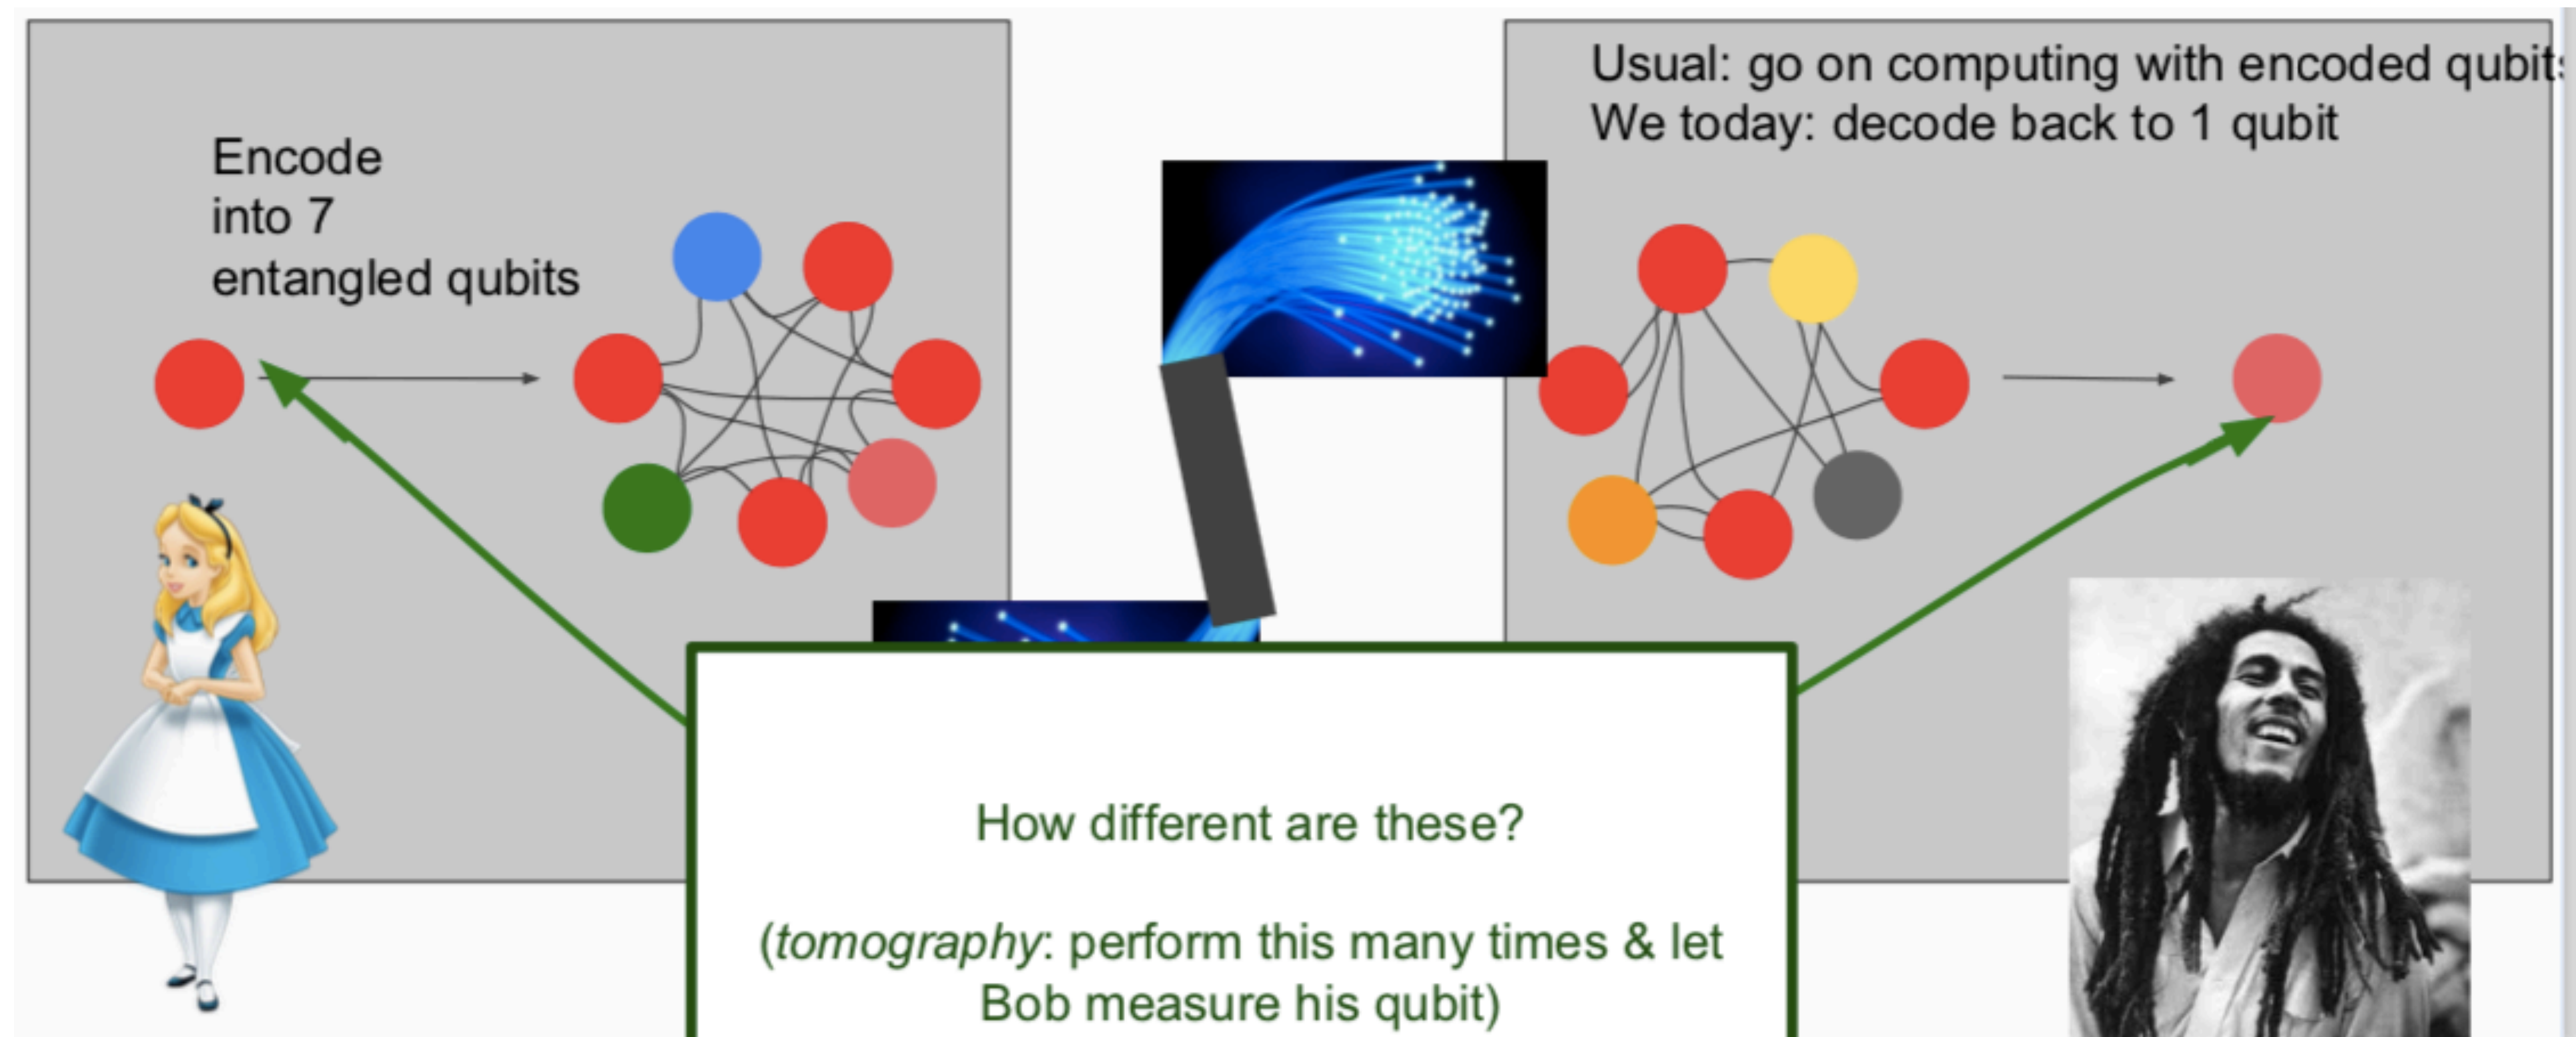 Encode
into 7
entangled qubits
Usual: go on computing with encoded qubits
We today: decode back to 1 qubit
How different are these?
(tomography: perform this many times & let
Bob measure his qubit)